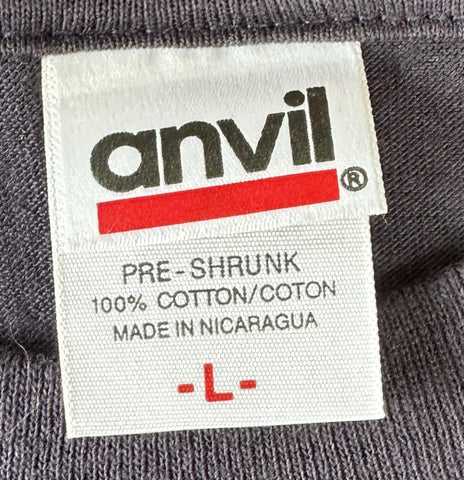 anvil®
PRE-SHRUNK
100% COTTON/COTON
MADE IN NICARAGUA
-L-